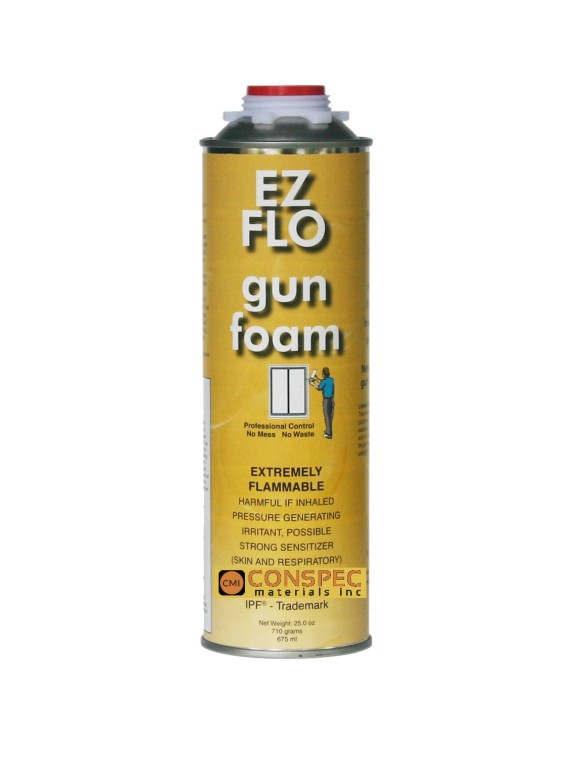 EZ
FLO
gun
foam
Professional Control
No Mess No Waste
EXTREMELY
FLAMMABLE
HARMFUL IF INHALED
PRESSURE GENERATING
IRRITANT, POSSIBLE
STRONG SENSITIZER
(SKIN AND RESPIRATORY)
CMI CONSPEC
materials inc
IPF® - Trademark
Net Weight: 25.0 oz
710 grams
675 ml